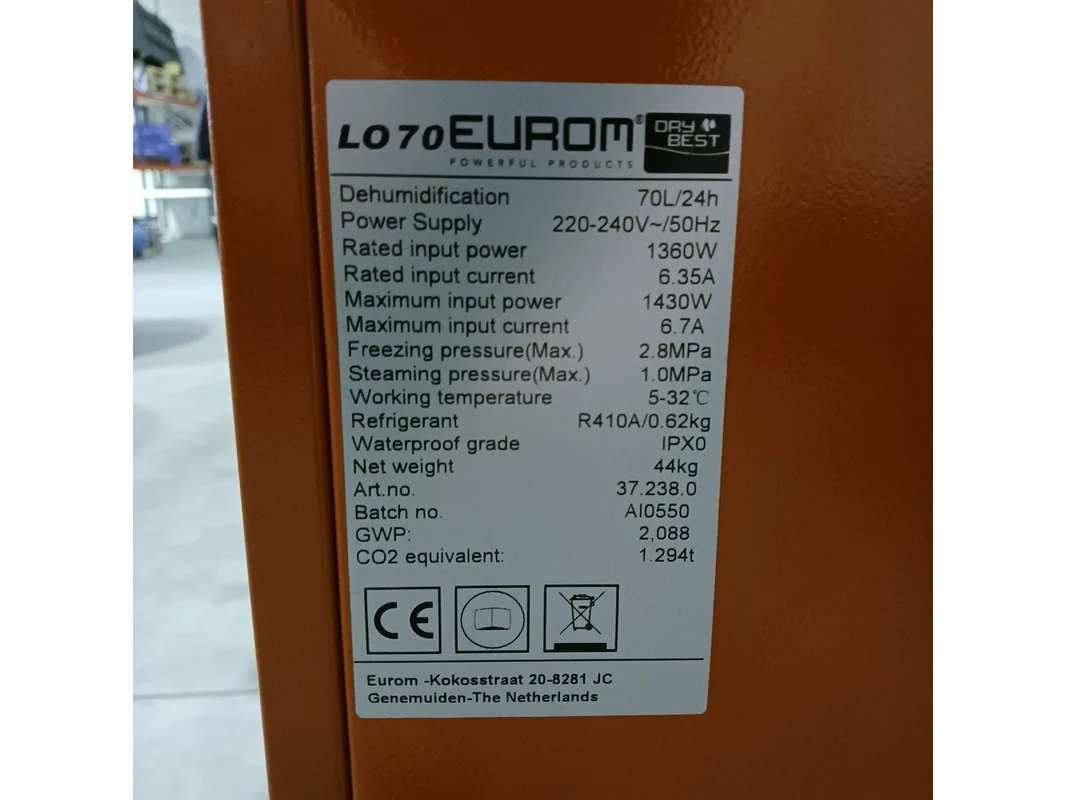 LO 70 EUROM® DRY BEST
POWERFUL PRODUCTS
Dehumidification 70L/24h
Power Supply 220-240V~/50Hz
Rated input power 1360W
Rated input current 6.35A
Maximum input power 1430W
Maximum input current 6.7A
Freezing pressure(Max.) 2.8MPa
Steaming pressure(Max.) 1.0MPa
Working temperature 5-32℃
Refrigerant R410A/0.62kg
Waterproof grade IPX0
Net weight 44kg
Art.no. 37.238.0
Batch no. AI0550
GWP: 2,088
CO2 equivalent: 1.294t
CE
Eurom -Kokosstraat 20-8281 JC
Genemuiden-The Netherlands